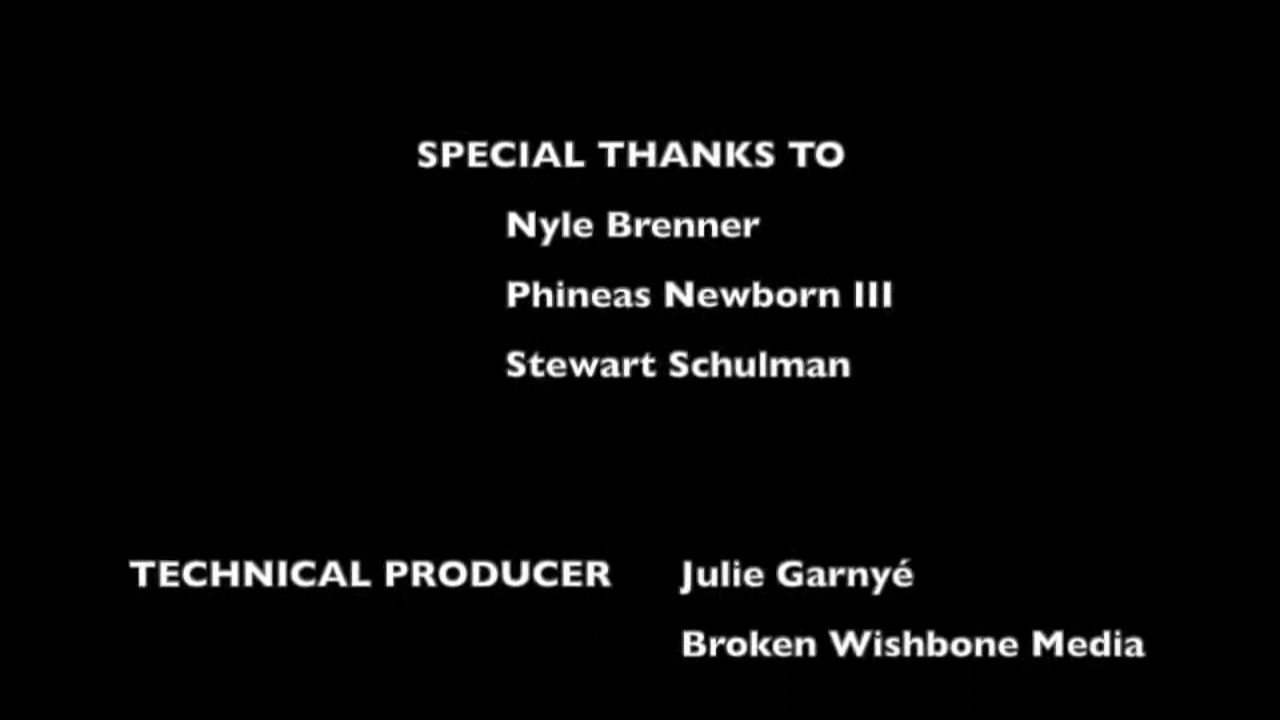 SPECIAL THANKS TO
Nyle Brenner
Phineas Newborn III
Stewart Schulman
TECHNICAL PRODUCER Julie Garnyé
Broken Wishbone Media